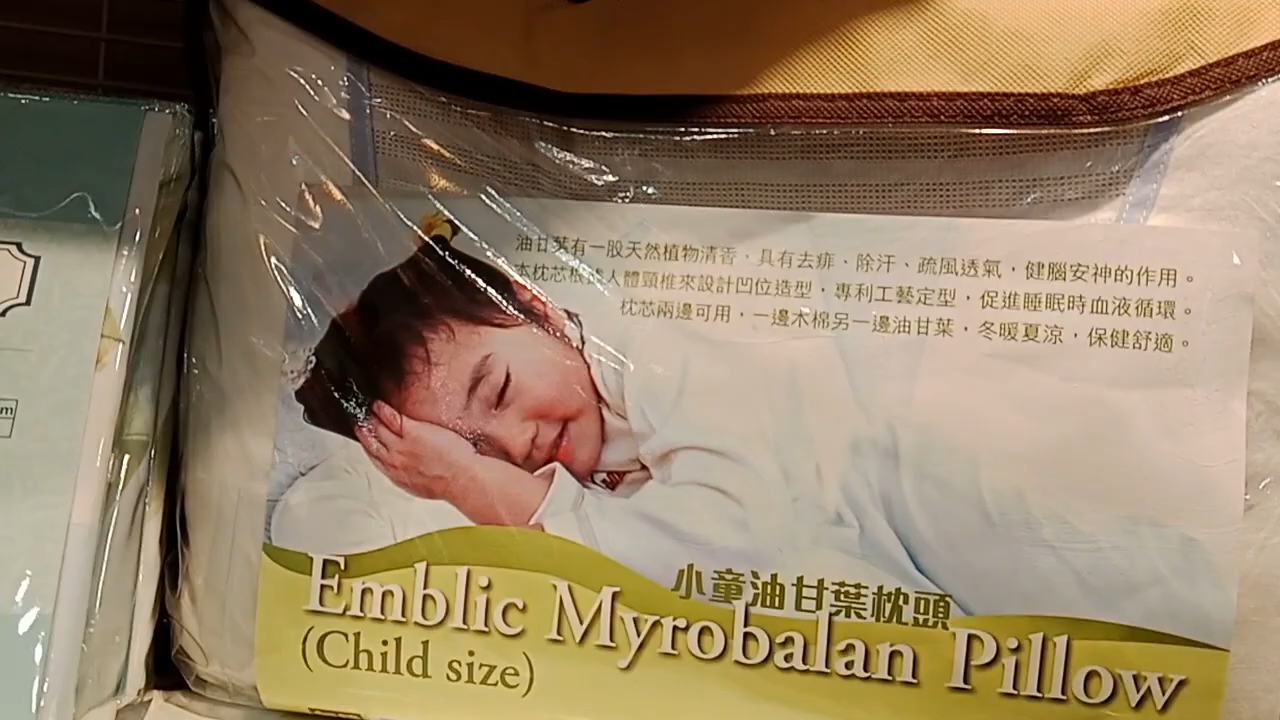 油甘葉有一股天然植物清香，具有去痱、除汗、疏風透氣，健腦安神的作用。
本枕芯根據人體頸椎來設計凹位造型，專利工藝定型，促進睡眠時血液循環。
枕芯兩邊可用，一邊木棉另一邊油甘葉，冬暖夏涼，保健舒適。
小童油甘葉枕頭
Emblic Myrobalan Pillow
(Child size)
m